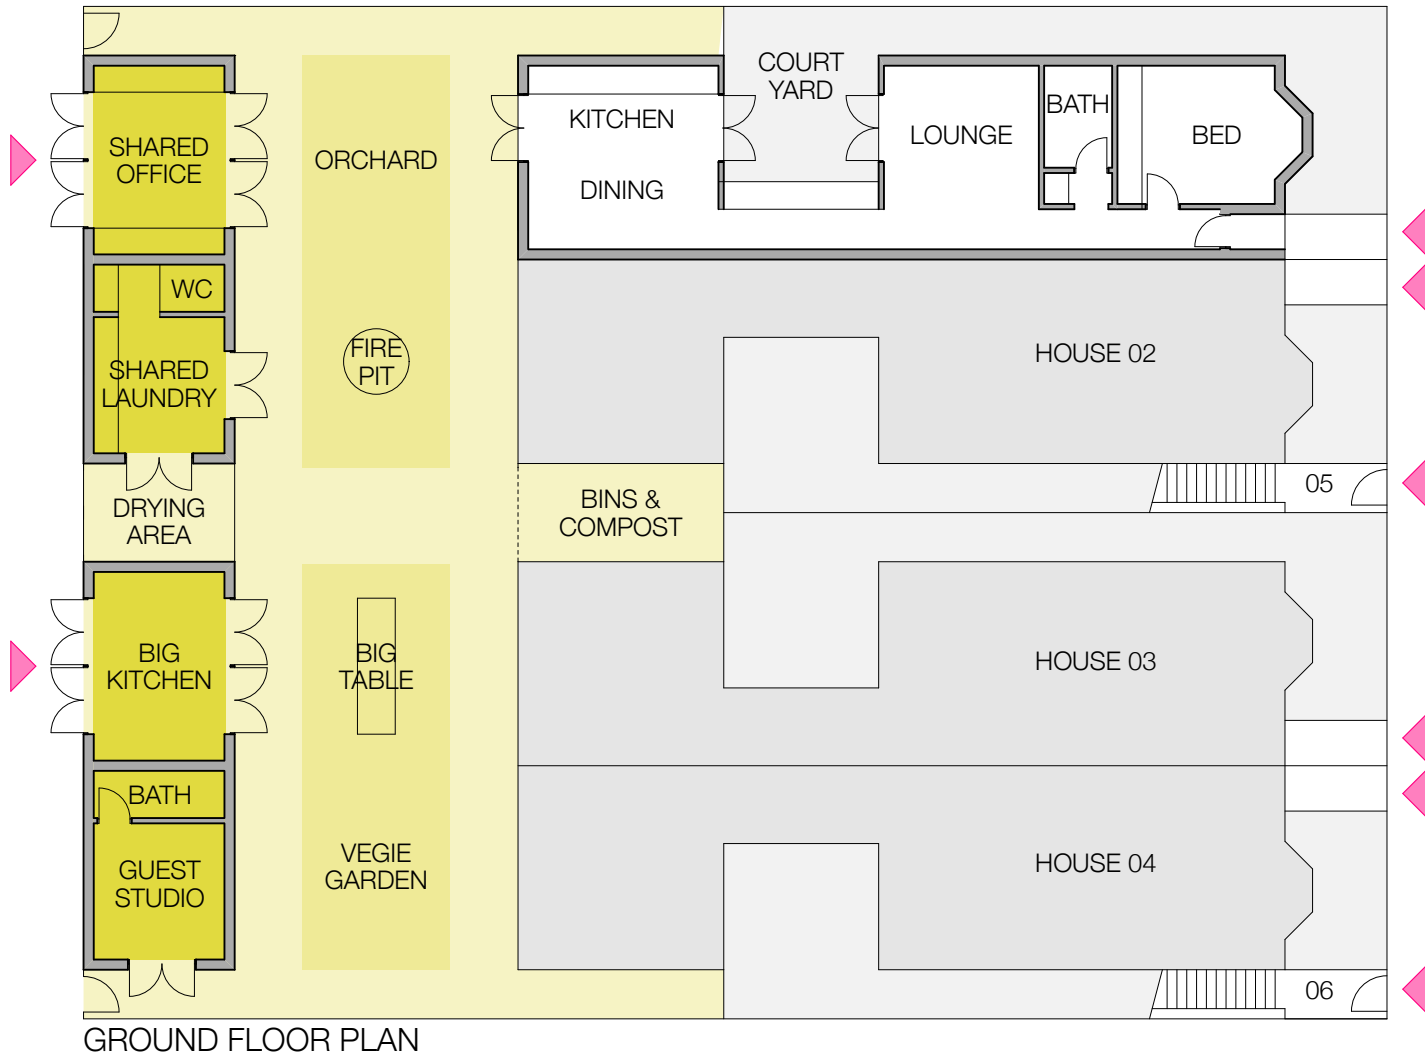 COURT
YARD
SHARED
OFFICE
ORCHARD
KITCHEN
DINING
LOUNGE
BATH
BED
WC
SHARED
LAUNDRY
FIRE
PIT
HOUSE 02
DRYING
AREA
BINS &
COMPOST
05
BIG
KITCHEN
BIG
TABLE
HOUSE 03
BATH
GUEST
STUDIO
VEGIE
GARDEN
HOUSE 04
06
GROUND FLOOR PLAN